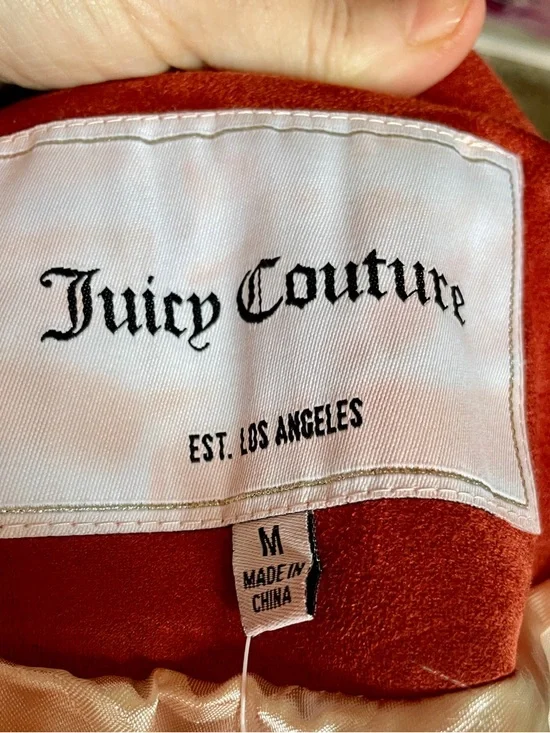 Juicy Couture
EST. LOS ANGELES
M
MADE IN
CHINA